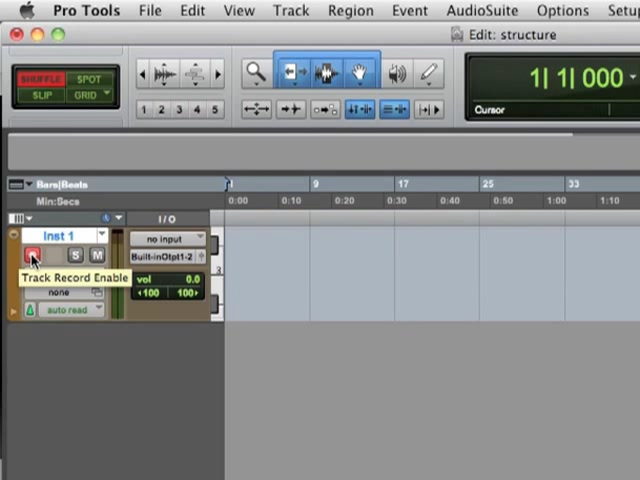 Pro Tools File Edit View Track Region Event AudioSuite Options Setu
Edit: structure
SHUFFLE SPOT
SLIP GRID
1 2 3 4 5
1| 1| 000
Cursor
Bars|Beats 1 9 17 25 33
Min:Secs 0:00 0:10 0:20 0:30 0:40 0:50 1:00 1:10
I/O
Inst 1
no input
S M
Built-inOtpt1-2
Track Record Enable
vol 0.0
none
100 100
auto read